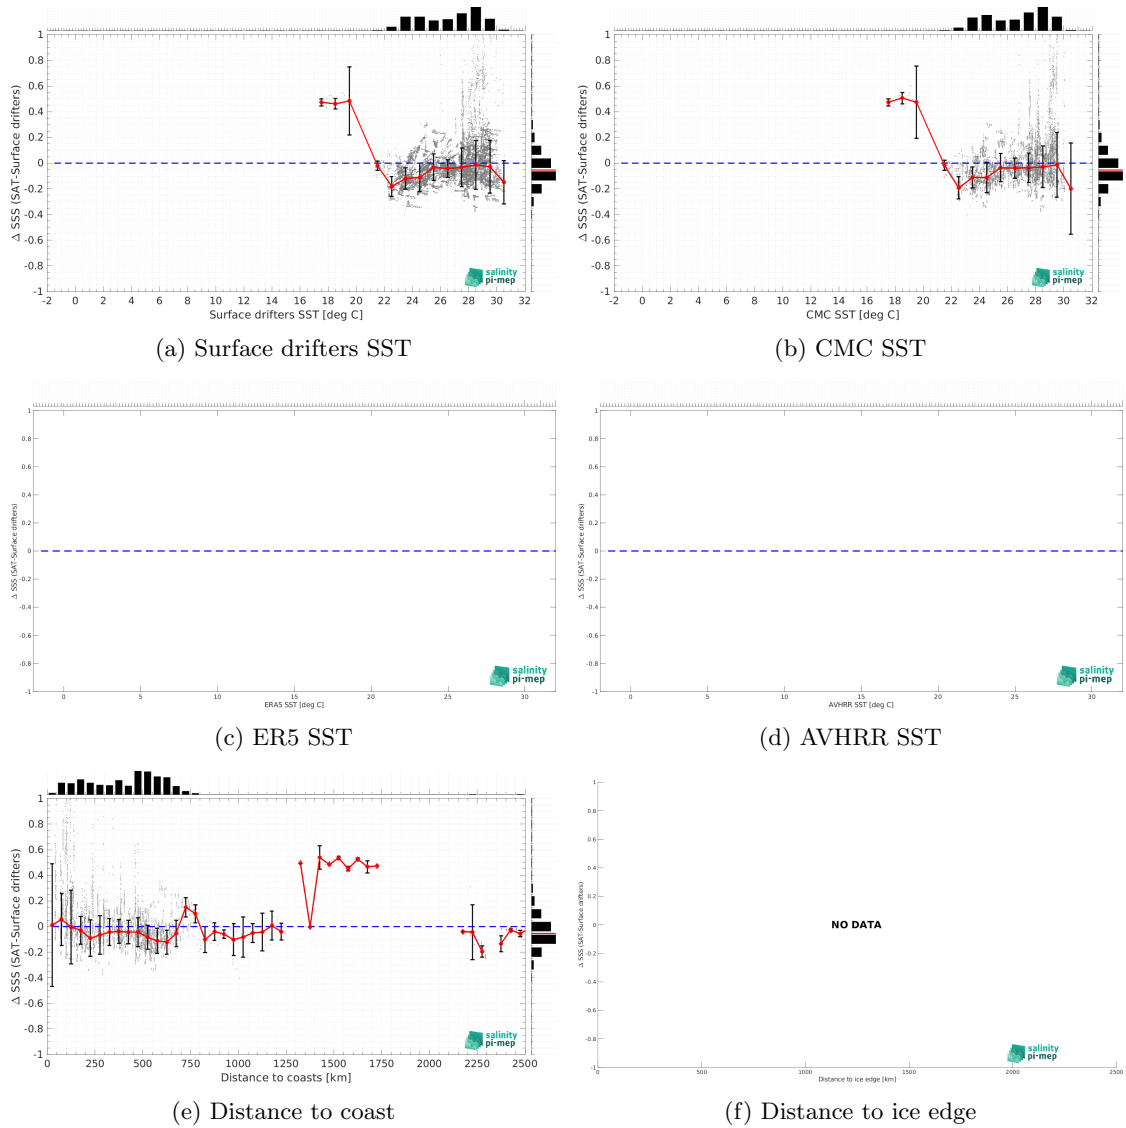 1
0.8
0.6
0.4
0.2
0
-0.2
-0.4
-0.6
-0.8
-1
Δ SSS (SAT-Surface drifters)
-2 0 2 4 6 8 10 12 14 16 18 20 22 24 26 28 30 32
Surface drifters SST [deg C]
salinity
pi-mep
(a) Surface drifters SST
1
0.8
0.6
0.4
0.2
0
-0.2
-0.4
-0.6
-0.8
-1
Δ SSS (SAT-Surface drifters)
-2 0 2 4 6 8 10 12 14 16 18 20 22 24 26 28 30 32
CMC SST [deg C]
salinity
pi-mep
(b) CMC SST
1
0.8
0.6
0.4
0.2
0
-0.2
-0.4
-0.6
-0.8
-1
Δ SSS (SAT-Surface drifters)
0 5 10 15 20 25 30
ERA5 SST [deg C]
salinity
pi-mep
(c) ER5 SST
1
0.8
0.6
0.4
0.2
0
-0.2
-0.4
-0.6
-0.8
-1
Δ SSS (SAT-Surface drifters)
0 5 10 15 20 25 30
AVHRR SST [deg C]
salinity
pi-mep
(d) AVHRR SST
1
0.8
0.6
0.4
0.2
0
-0.2
-0.4
-0.6
-0.8
-1
Δ SSS (SAT-Surface drifters)
0 250 500 750 1000 1250 1500 1750 2000 2250 2500
Distance to coasts [km]
salinity
pi-mep
(e) Distance to coast
1
0.8
0.6
0.4
0.2
0
-0.2
-0.4
-0.6
-0.8
-1
Δ SSS (SAT-Surface drifters)
NO DATA
0 500 1000 1500 2000 2500
Distance to ice edge [km]
salinity
pi-mep
(f) Distance to ice edge